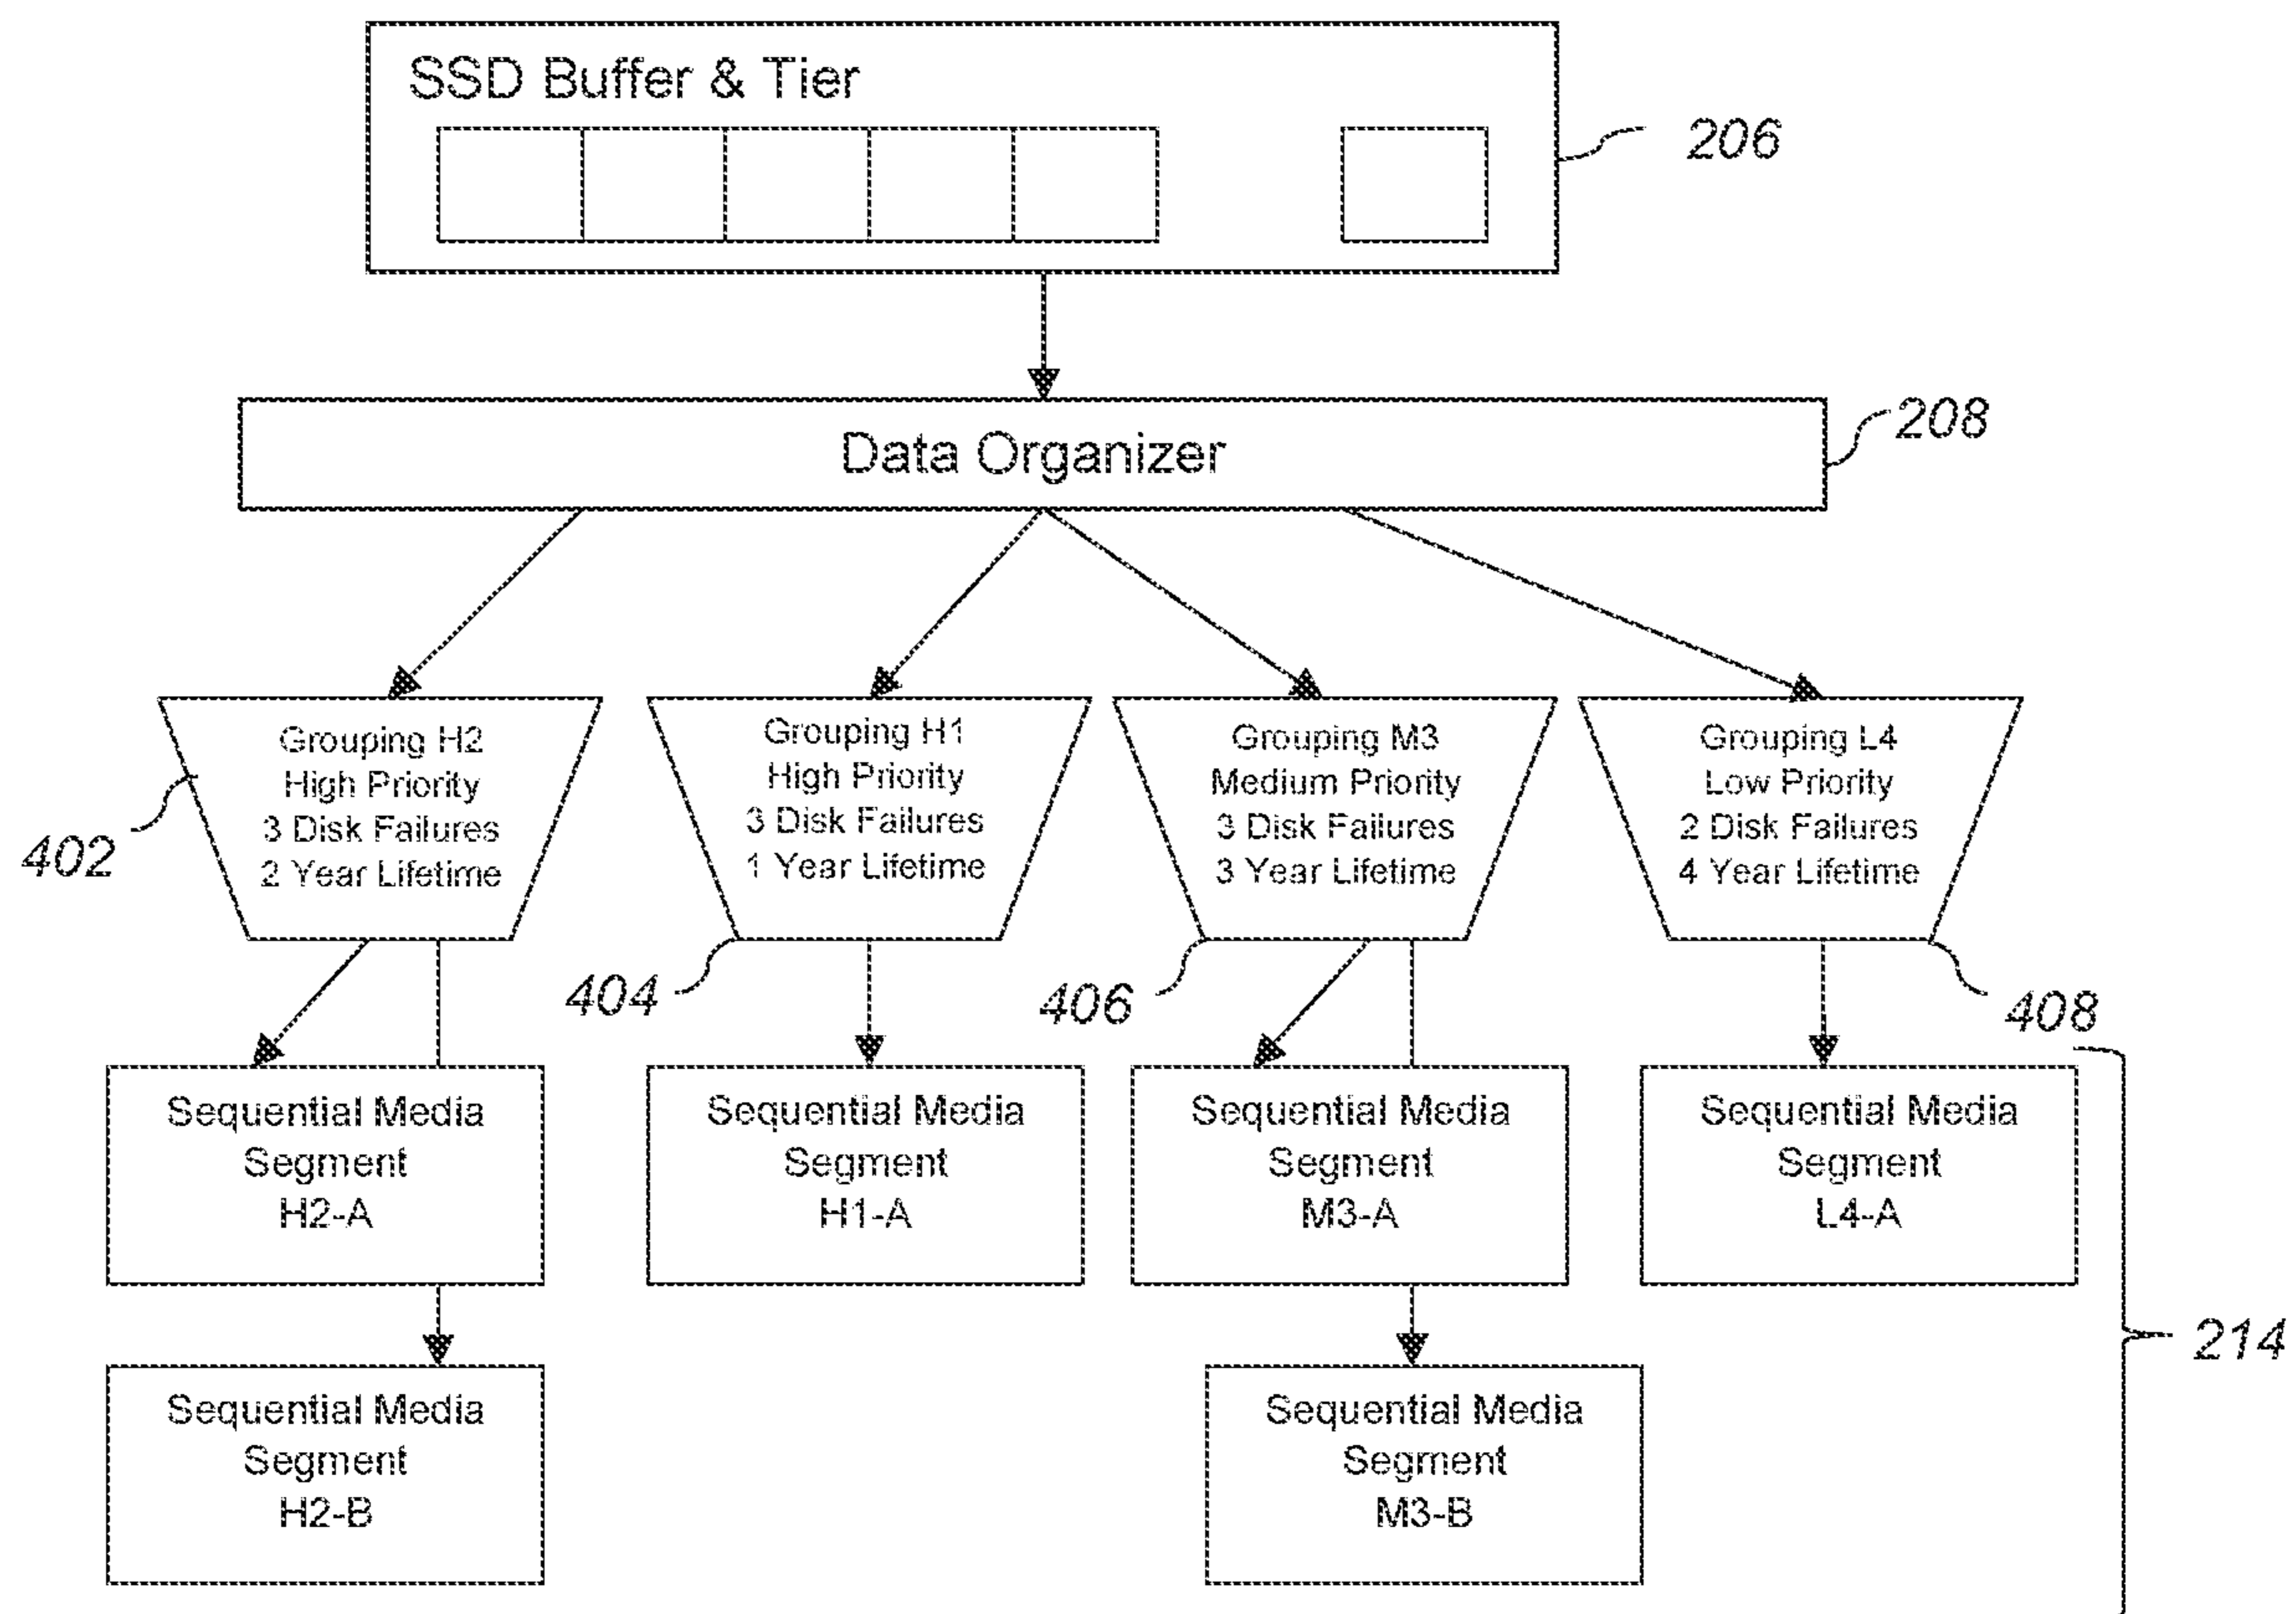 SSD Buffer & Tier
206
Data Organizer
208
Grouping H2
High Priority
3 Disk Failures
2 Year Lifetime
402
Grouping H1
High Priority
3 Disk Failures
1 Year Lifetime
404
Grouping M3
Medium Priority
3 Disk Failures
3 Year Lifetime
406
Grouping L4
Low Priority
2 Disk Failures
4 Year Lifetime
408
Sequential Media
Segment
H2-A
Sequential Media
Segment
H1-A
Sequential Media
Segment
M3-A
Sequential Media
Segment
L4-A
214
Sequential Media
Segment
H2-B
Sequential Media
Segment
M3-B